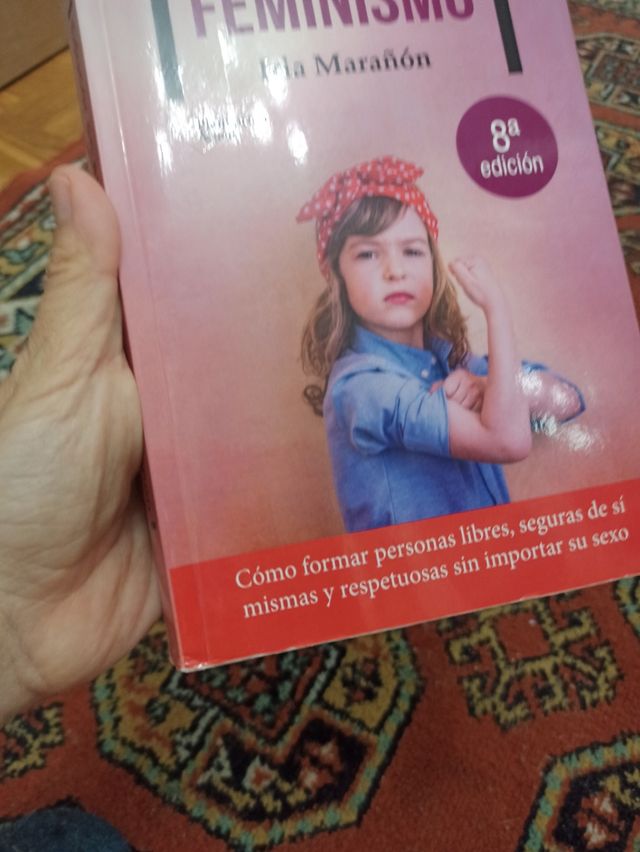 FEMINISMO
Marañón
8ª
edición
Cómo formar personas libres, seguras de sí
mismas y respetuosas sin importar su sexo